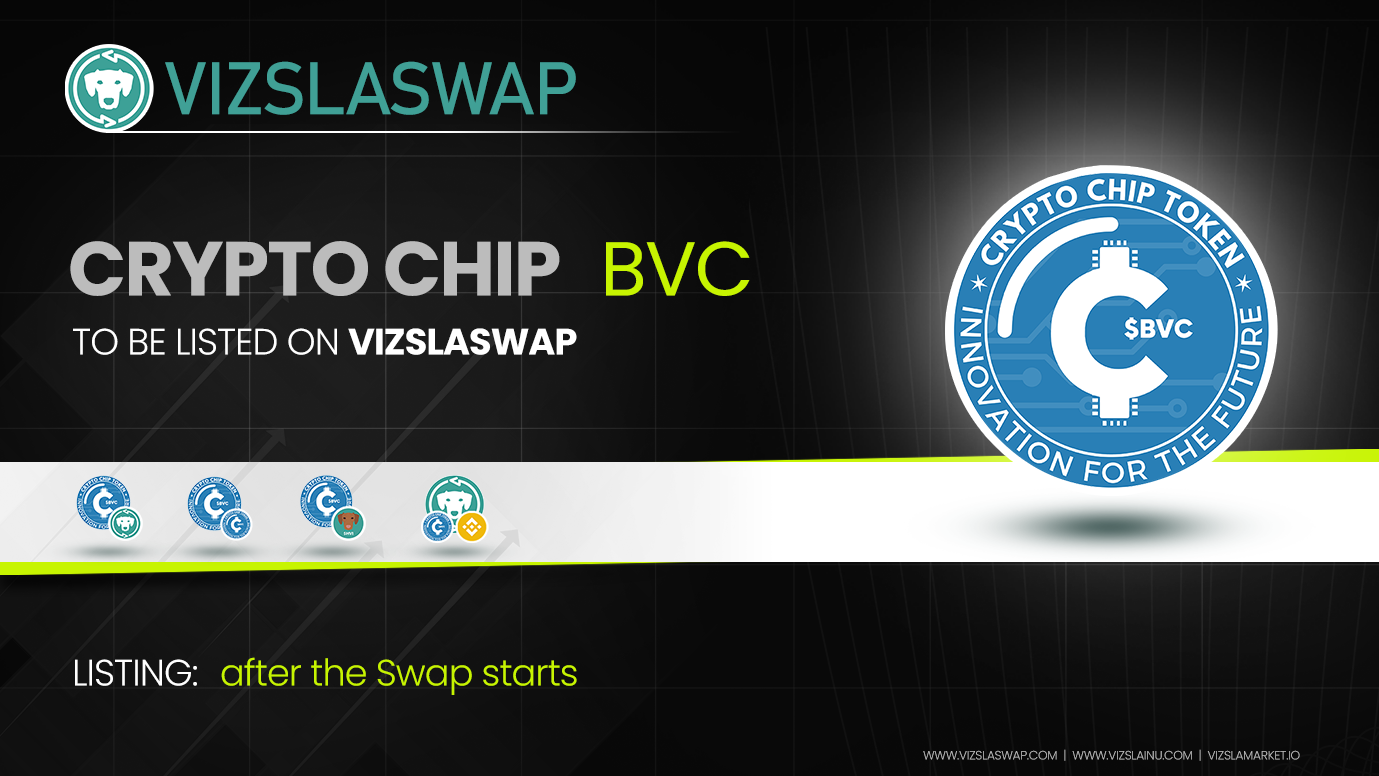 VIZSLASWAP
CRYPTO CHIP BVC
TO BE LISTED ON VIZSLASWAP
CRYPTO CHIP TOKEN
$BVC
INNOVATION FOR THE FUTURE
LISTING: after the Swap starts
WWW.VIZSLASWAP.COM | WWW.VIZSLAINU.COM | VIZSLAMARKET.IO